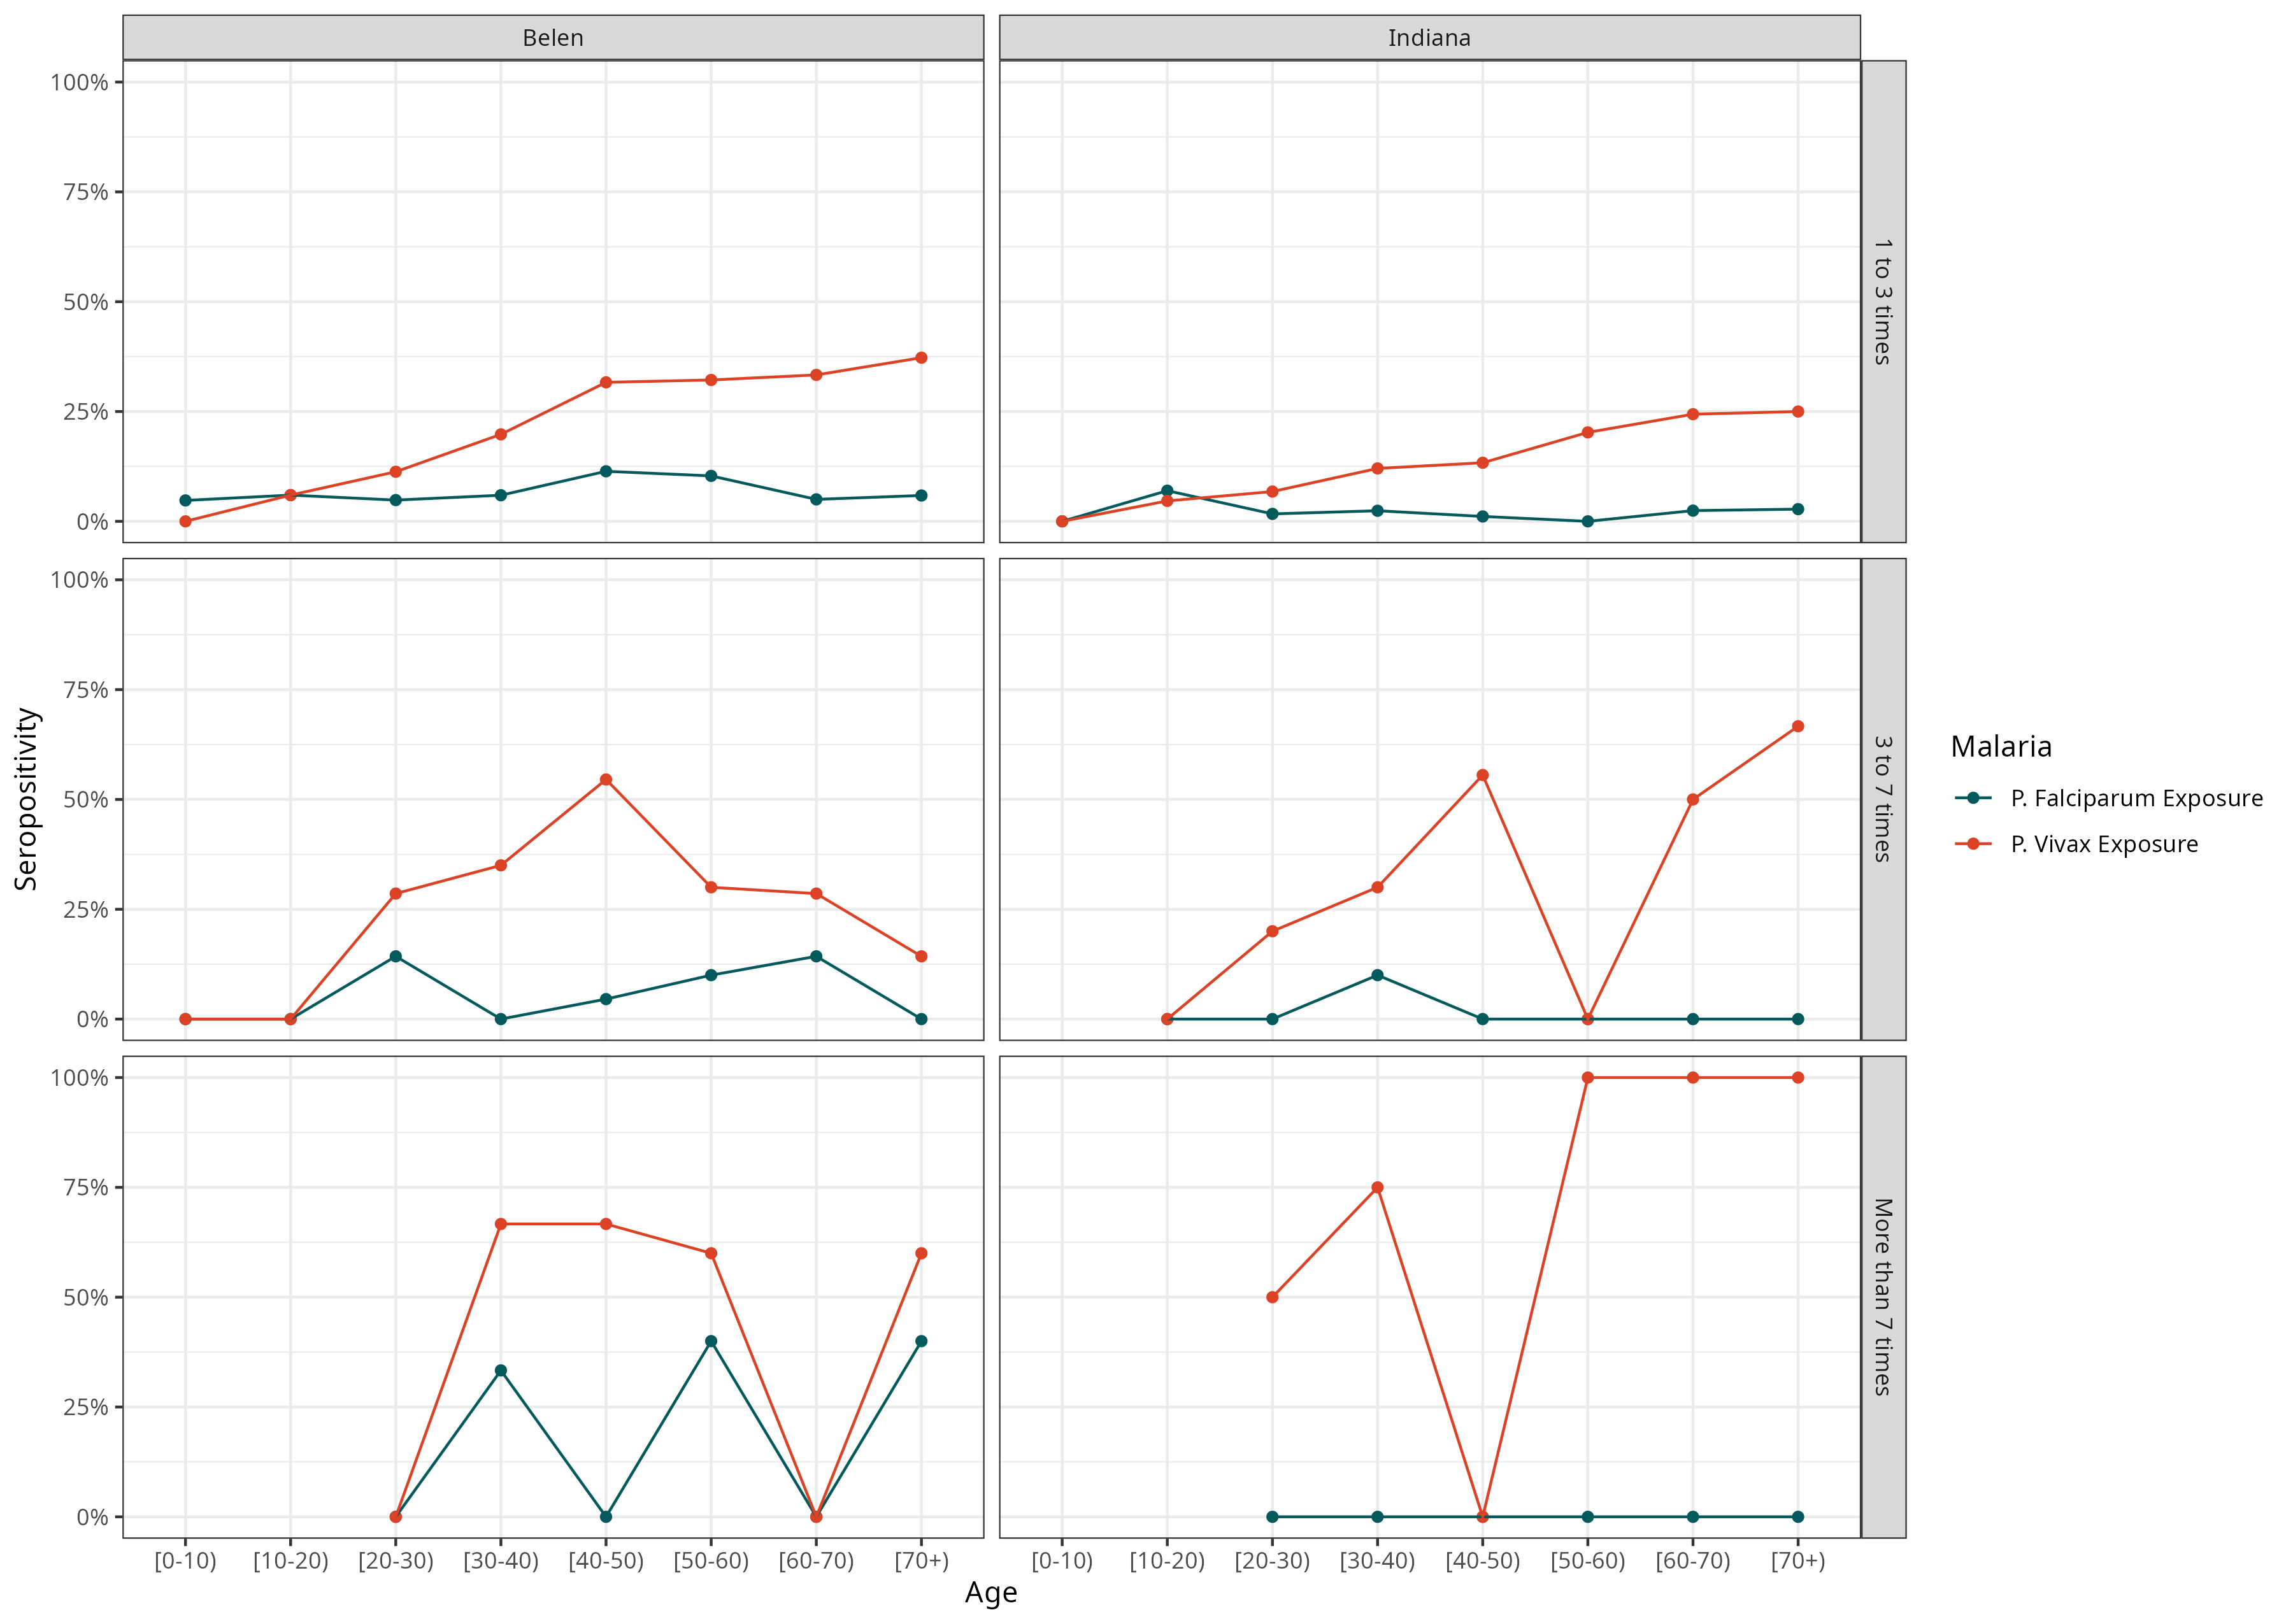 Belen
Indiana
100%
75%
50%
25%
0%
1 to 3 times
100%
75%
50%
25%
0%
3 to 7 times
100%
75%
50%
25%
0%
More than 7 times
[0-10) [10-20) [20-30) [30-40) [40-50) [50-60) [60-70) [70+)
[0-10) [10-20) [20-30) [30-40) [40-50) [50-60) [60-70) [70+)
Age
Seropositivity
Malaria
P. Falciparum Exposure
P. Vivax Exposure